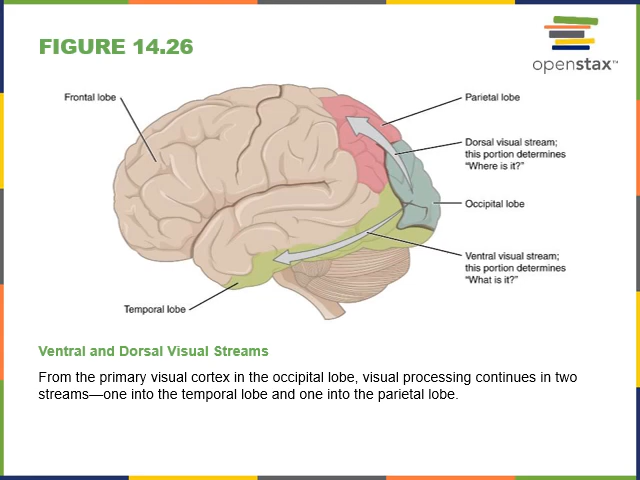 FIGURE 14.26
openstax™
Frontal lobe
Parietal lobe
Dorsal visual stream;
this portion determines
“Where is it?”
Occipital lobe
Ventral visual stream;
this portion determines
“What is it?”
Temporal lobe
Ventral and Dorsal Visual Streams
From the primary visual cortex in the occipital lobe, visual processing continues in two
streams—one into the temporal lobe and one into the parietal lobe.